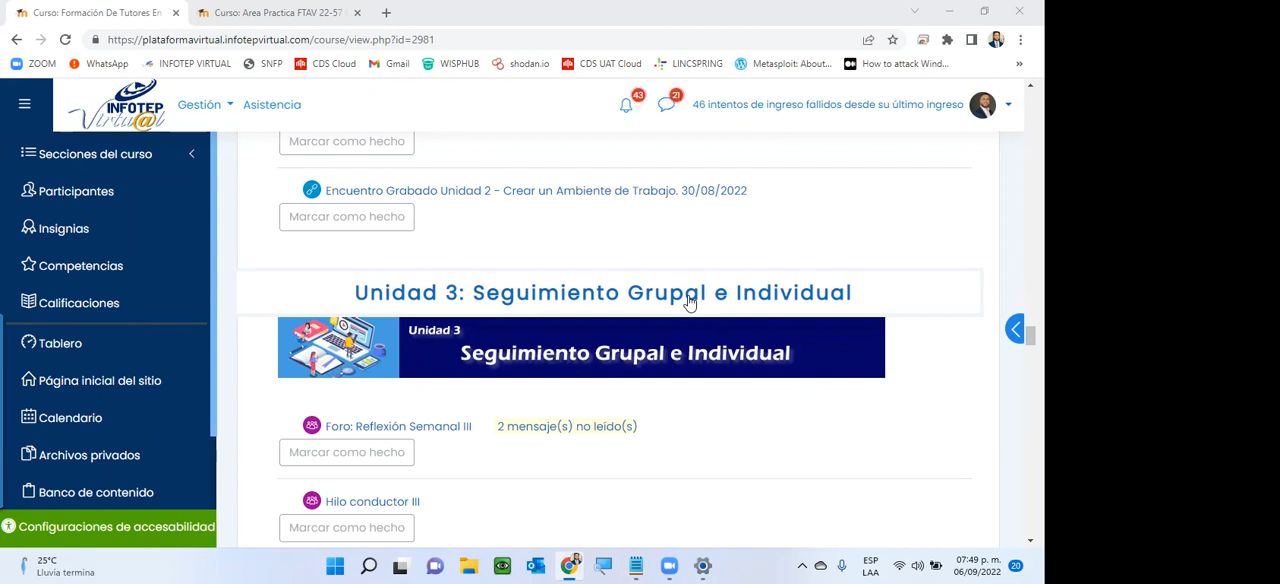 Curso: Formación De Tutores En
Curso: Area Practica FTAV 22-57
https://plataformavirtual.infotepvirtual.com/course/view.php?id=2981
ZOOM
WhatsApp
INFOTEP VIRTUAL
SNFP
CDS Cloud
Gmail
WISPHUB
shodan.io
CDS UAT Cloud
LINCSPRING
Metasploit: About...
How to attack Wind...
»
INFOTEP
Virtu@l
Gestión
Asistencia
43
21
46 intentos de ingreso fallidos desde su último ingreso
Secciones del curso
Participantes
Insignias
Competencias
Calificaciones
Tablero
Página inicial del sitio
Calendario
Archivos privados
Banco de contenido
Configuraciones de accesabilidad
Marcar como hecho
Encuentro Grabado Unidad 2 - Crear un Ambiente de Trabajo. 30/08/2022
Marcar como hecho
Unidad 3: Seguimiento Grupal e Individual
Unidad 3
Seguimiento Grupal e Individual
Foro: Reflexión Semanal III
2 mensaje(s) no leído(s)
Marcar como hecho
Hilo conductor III
Marcar como hecho
25°C
Lluvia termina
ESP
LAA
07:49 p. m.
06/09/2022
20